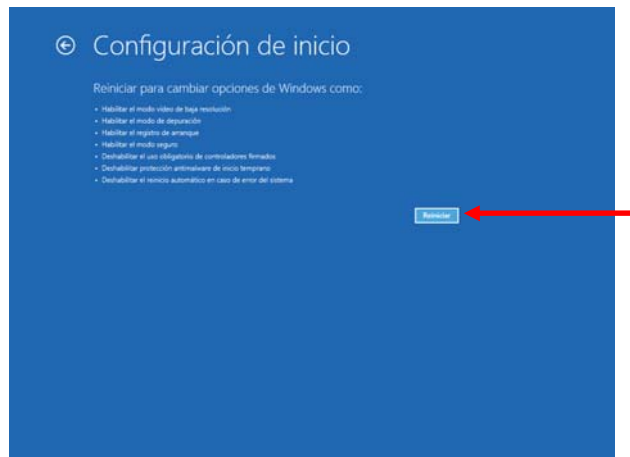 Configuración de inicio
Reiniciar para cambiar opciones de Windows como:
• Habilitar el modo vídeo de baja resolución
• Habilitar el modo de depuración
• Habilitar el registro de arranque
• Habilitar el modo seguro
• Deshabilitar el uso obligatorio de controladores firmados
• Deshabilitar protección antimalware de inicio temprano
• Deshabilitar el reinicio automático en caso de error del sistema
Reiniciar